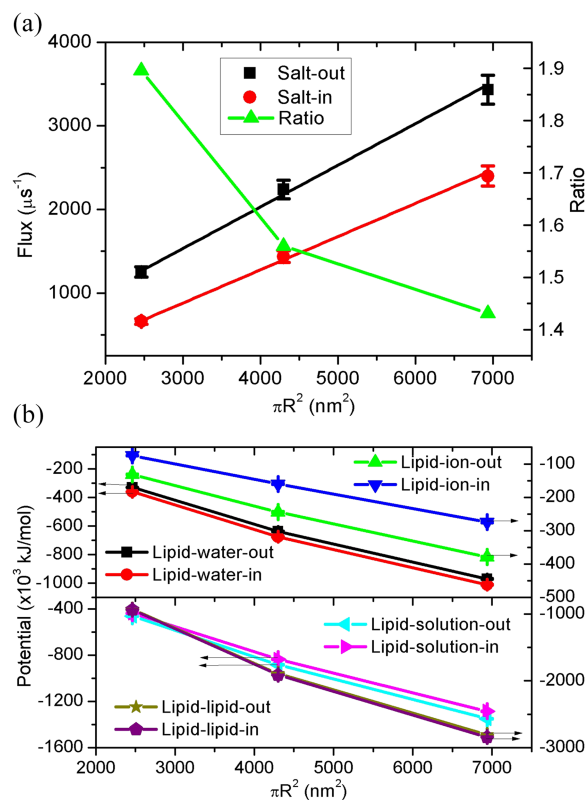 (a)
4000
3000
2000
1000
Flux (μs⁻¹)
Salt-out
Salt-in
Ratio
1.9
1.8
1.7
1.6
1.5
1.4
Ratio
2000 3000 4000 5000 6000 7000
πR² (nm²)
(b)
-200
-400
-600
-800
-1000
Lipid-ion-out
Lipid-ion-in
Lipid-water-out
Lipid-water-in
-100
-200
-300
-400
-500
Potential (x10³ kJ/mol)
-400
-800
-1200
-1600
Lipid-solution-out
Lipid-solution-in
Lipid-lipid-out
Lipid-lipid-in
-1000
-2000
-3000
2000 3000 4000 5000 6000 7000
πR² (nm²)